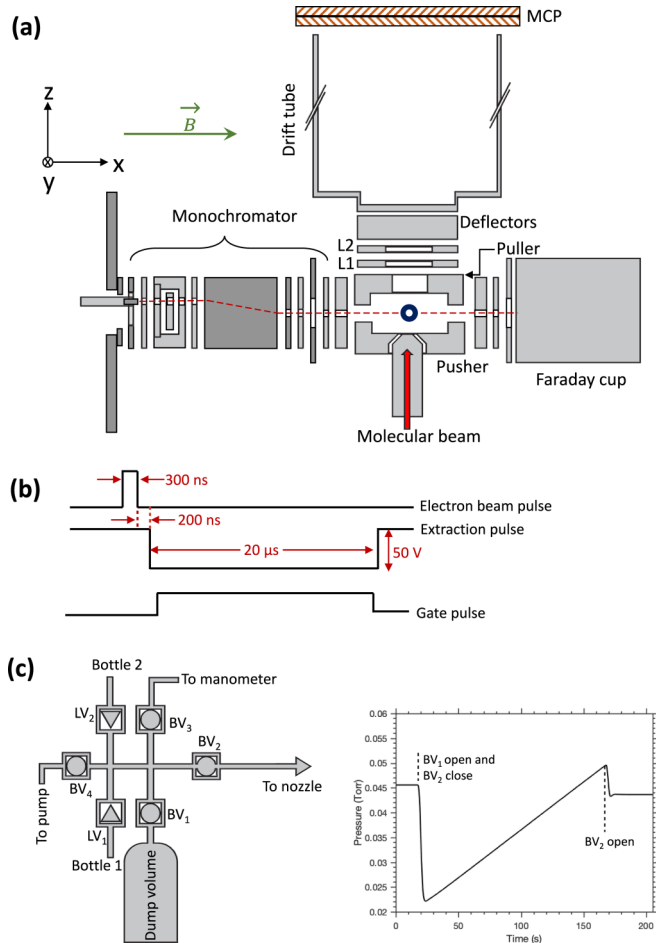 (a)
MCP
Z
B
X
y
Drift tube
Monochromator
Deflectors
L2
L1
Puller
Pusher
Faraday cup
Molecular beam
(b)
300 ns
Electron beam pulse
200 ns
Extraction pulse
20 µs
50 V
Gate pulse
(c)
Bottle 2
To manometer
LV2
BV3
BV2
To pump
BV4
To nozzle
LV1
BV1
Bottle 1
Dump volume
0.06
0.055
0.05
0.045
0.04
0.035
0.03
0.025
0.02
Pressure (Torr)
BV1 open and
BV2 close
BV2 open
0
50
100
150
200
Time (s)